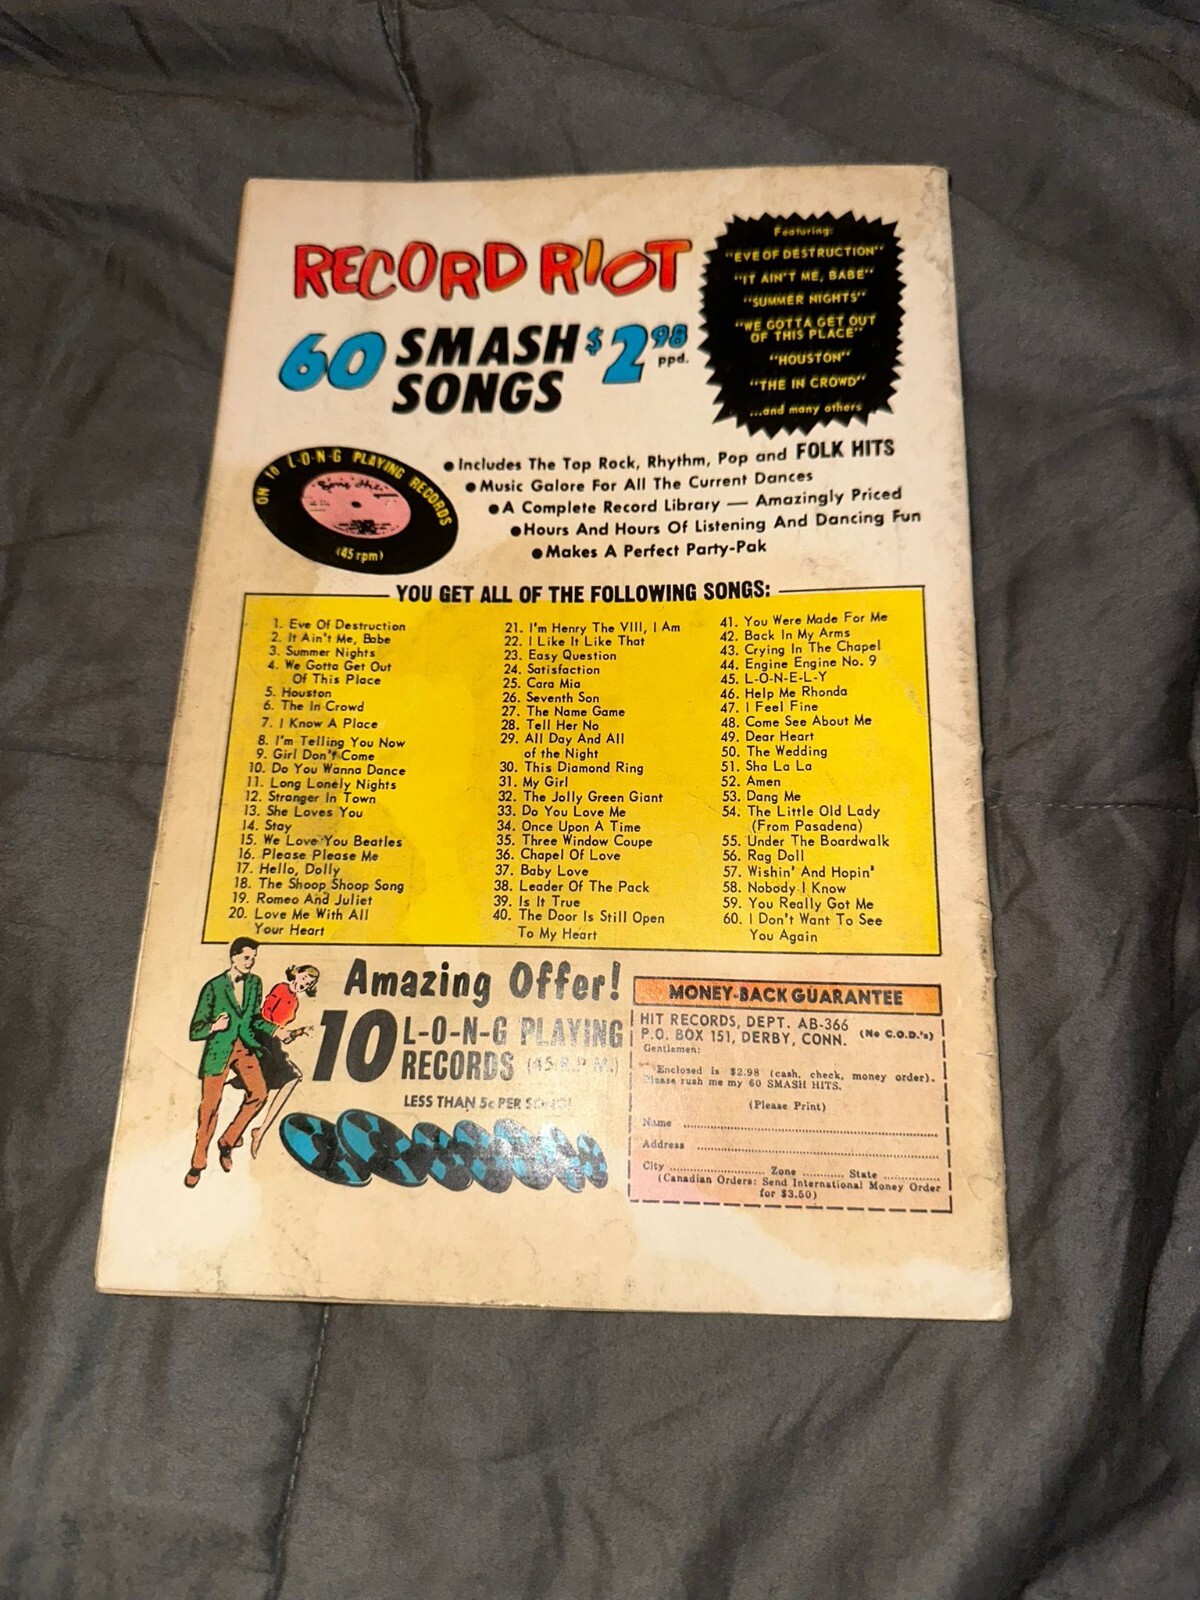 RECORD RIOT
60 SMASH SONGS $2.98 ppd.
Featuring:
"EVE OF DESTRUCTION"
"IT AIN'T ME, BABE"
"SUMMER NIGHTS"
"WE GOTTA GET OUT
OF THIS PLACE"
"HOUSTON"
"THE IN CROWD"
...and many others
ON 10 L-O-N-G PLAYING RECORDS
(45 rpm)
● Includes The Top Rock, Rhythm, Pop and FOLK HITS
● Music Galore For All The Current Dances
● A Complete Record Library — Amazingly Priced
● Hours And Hours Of Listening And Dancing Fun
● Makes A Perfect Party-Pak
YOU GET ALL OF THE FOLLOWING SONGS:
1. Eve Of Destruction
2. It Ain't Me, Babe
3. Summer Nights
4. We Gotta Get Out
Of This Place
5. Houston
6. The In Crowd
7. I Know A Place
8. I'm Telling You Now
9. Girl Don't Come
10. Do You Wanna Dance
11. Long Lonely Nights
12. Stranger In Town
13. She Loves You
14. Stay
15. We Love You Beatles
16. Please Please Me
17. Hello, Dolly
18. The Shoop Shoop Song
19. Romeo And Juliet
20. Love Me With All
Your Heart
21. I'm Henry The VIII, I Am
22. I Like It Like That
23. Easy Question
24. Satisfaction
25. Cara Mia
26. Seventh Son
27. The Name Game
28. Tell Her No
29. All Day And All
of the Night
30. This Diamond Ring
31. My Girl
32. The Jolly Green Giant
33. Do You Love Me
34. Once Upon A Time
35. Three Window Coupe
36. Chapel Of Love
37. Baby Love
38. Leader Of The Pack
39. Is It True
40. The Door Is Still Open
To My Heart
41. You Were Made For Me
42. Back In My Arms
43. Crying In The Chapel
44. Engine Engine No. 9
45. L-O-N-E-L-Y
46. Help Me Rhonda
47. I Feel Fine
48. Come See About Me
49. Dear Heart
50. The Wedding
51. Sha La La
52. Amen
53. Dang Me
54. The Little Old Lady
(From Pasadena)
55. Under The Boardwalk
56. Rag Doll
57. Wishin' And Hopin'
58. Nobody I Know
59. You Really Got Me
60. I Don't Want To See
You Again
Amazing Offer!
10 L-O-N-G PLAYING
RECORDS (45 R.P.M.)
LESS THAN 5c PER SONG!
MONEY-BACK GUARANTEE
HIT RECORDS, DEPT. AB-366
P.O. BOX 151, DERBY, CONN. (No C.O.D.'s)
Gentlemen:
Enclosed is $2.98 (cash, check, money order).
Please rush me my 60 SMASH HITS.
(Please Print)
Name
Address
City Zone State
(Canadian Orders: Send International Money Order
for $3.50)